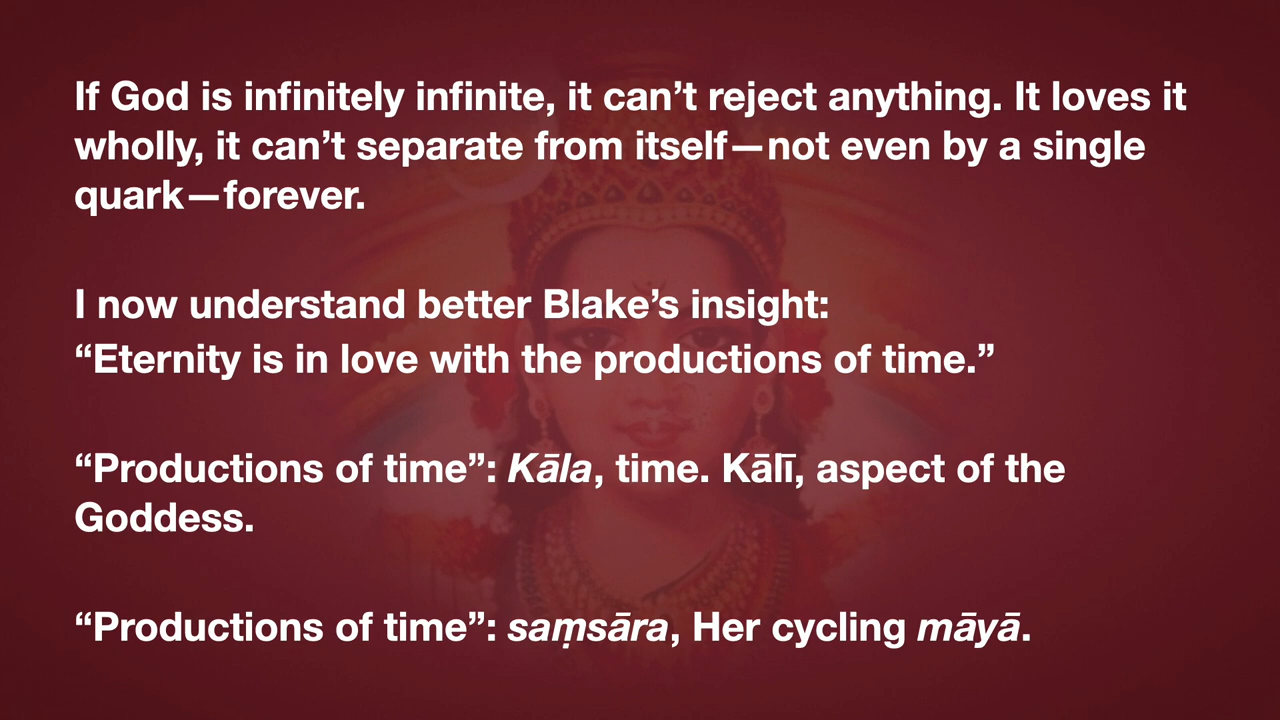 If God is infinitely infinite, it can’t reject anything. It loves it
wholly, it can’t separate from itself—not even by a single
quark—forever.
I now understand better Blake’s insight:
“Eternity is in love with the productions of time.”
“Productions of time”: Kāla, time. Kālī, aspect of the
Goddess.
“Productions of time”: saṃsāra, Her cycling māyā.